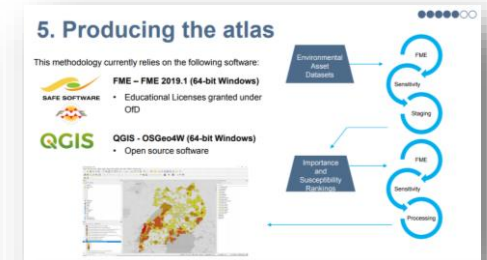 5. Producing the atlas
This methodology currently relies on the following software:
SAFE SOFTWARE
FME – FME 2019.1 (64-bit Windows)
• Educational Licenses granted under
OfD
QGIS
QGIS - OSGeo4W (64-bit Windows)
• Open source software
Environmental
Asset
Datasets
FME
Sensitivity
Staging
Importance
and
Susceptibility
Rankings
FME
Sensitivity
Processing